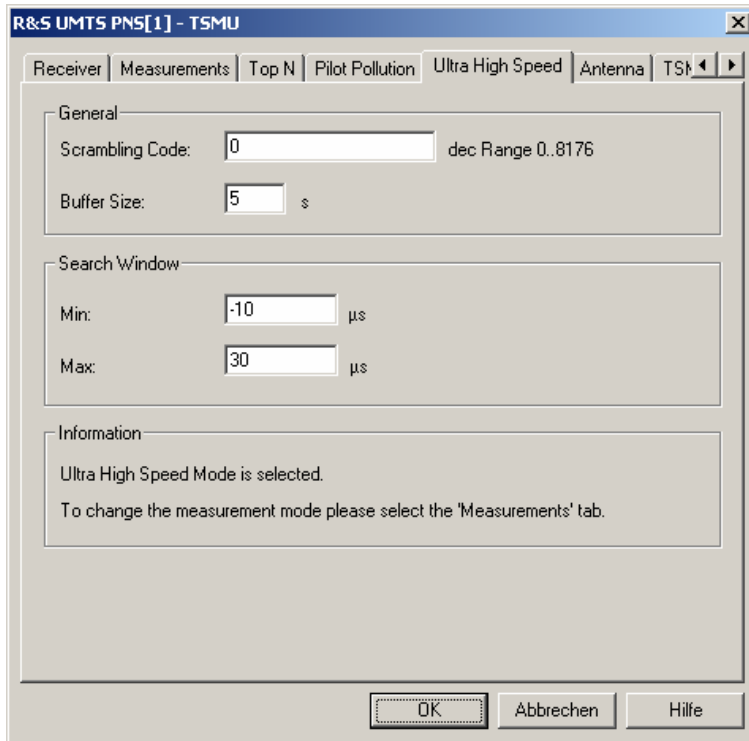 R&S UMTS PNS[1] - TSMU
Receiver Measurements Top N Pilot Pollution Ultra High Speed Antenna
General
Scrambling Code: 0 dec Range 0..8176
Buffer Size: 5 s
Search Window
Min: -10 µs
Max: 30 µs
Information
Ultra High Speed Mode is selected.
To change the measurement mode please select the 'Measurements' tab.
OK Abbrechen Hilfe